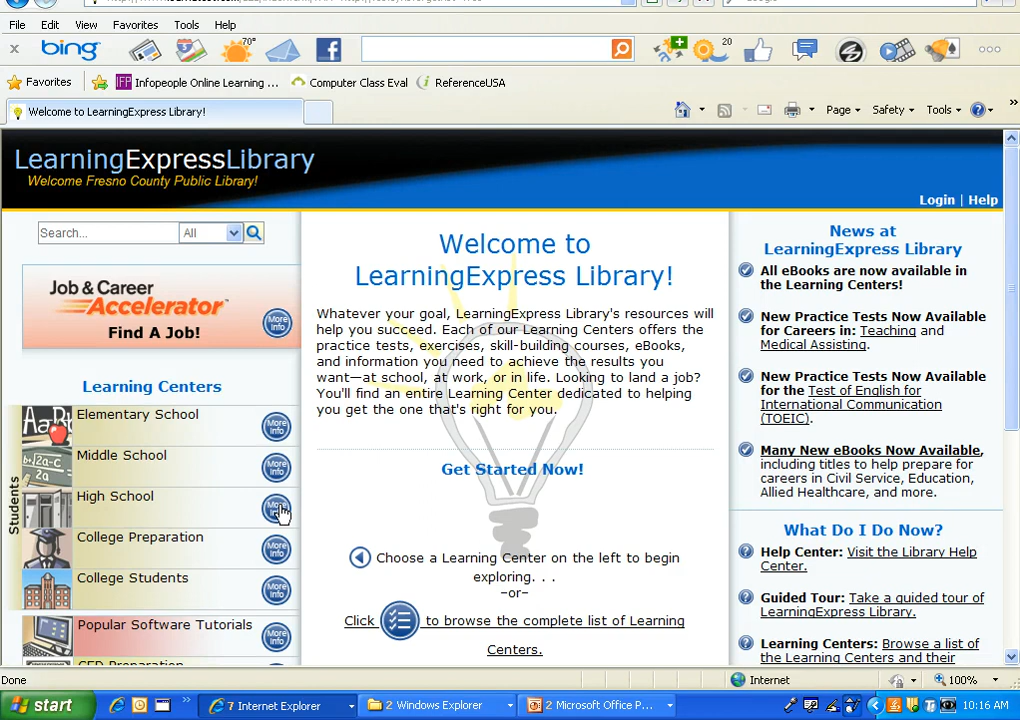 File Edit View Favorites Tools Help
bing 70° 20
Favorites Infopeople Online Learning ... Computer Class Eval ReferenceUSA
Welcome to LearningExpress Library!
Page Safety Tools
LearningExpressLibrary
Welcome Fresno County Public Library!
Login | Help
Search... All
Job & Career
Accelerator™
Find A Job!
More Info
Learning Centers
Students
Elementary School
More Info
Middle School
More Info
High School
College Preparation
More Info
College Students
More Info
Popular Software Tutorials
More Info
GED Preparation
Welcome to
LearningExpress Library!
Whatever your goal, LearningExpress Library's resources will
help you succeed. Each of our Learning Centers offers the
practice tests, exercises, skill-building courses, eBooks,
and information you need to achieve the results you
want—at school, at work, or in life. Looking to land a job?
You'll find an entire Learning Center dedicated to helping
you get the one that's right for you.
Get Started Now!
Choose a Learning Center on the left to begin
exploring. . .
-or-
Click to browse the complete list of Learning
Centers.
News at
LearningExpress Library
All eBooks are now available in
the Learning Centers!
New Practice Tests Now Available
for Careers in: Teaching and
Medical Assisting.
New Practice Tests Now Available
for the Test of English for
International Communication
(TOEIC).
Many New eBooks Now Available,
including titles to help prepare for
careers in Civil Service, Education,
Allied Healthcare, and more.
What Do I Do Now?
Help Center: Visit the Library Help
Center.
Guided Tour: Take a guided tour of
LearningExpress Library.
Learning Centers: Browse a list of
the Learning Centers and their
Done Internet 100%
start 7 Internet Explorer 2 Windows Explorer 2 Microsoft Office P... 10:16 AM